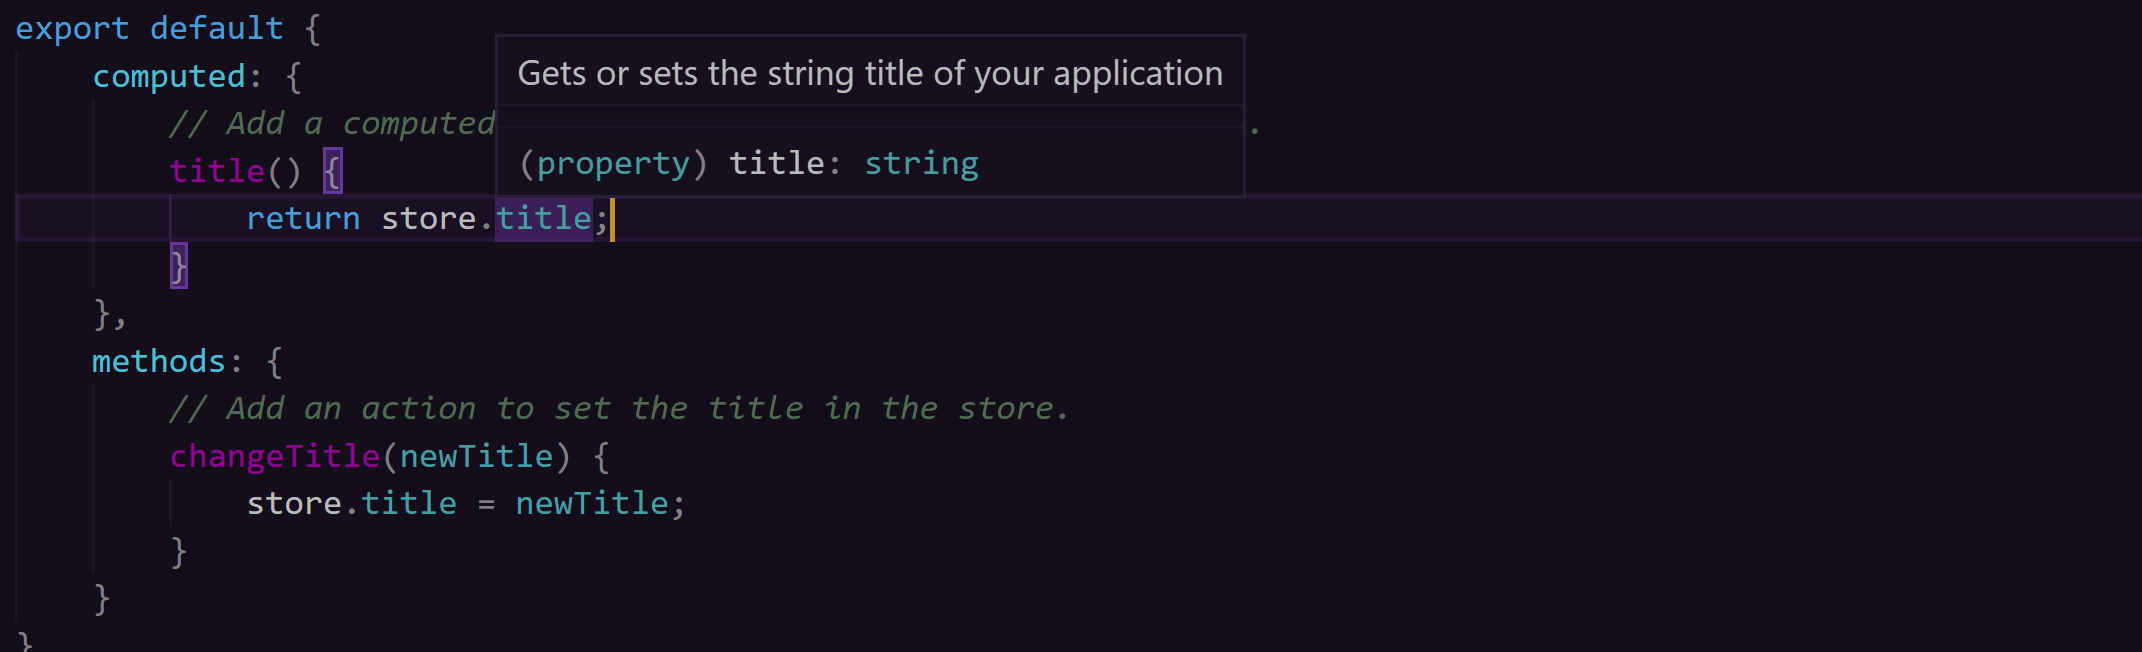 export default {
computed: {
Gets or sets the string title of your application
// Add a computed
.
(property) title: string
title() {
return store.title;
}
},
methods: {
// Add an action to set the title in the store.
changeTitle(newTitle) {
store.title = newTitle;
}
}
}